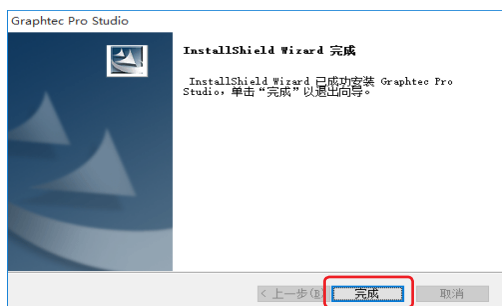 Graphtec Pro Studio
InstallShield Wizard 完成
InstallShield Wizard 已成功安装 Graphtec Pro
Studio，单击“完成”以退出向导。
< 上一步(B)
完成
取消